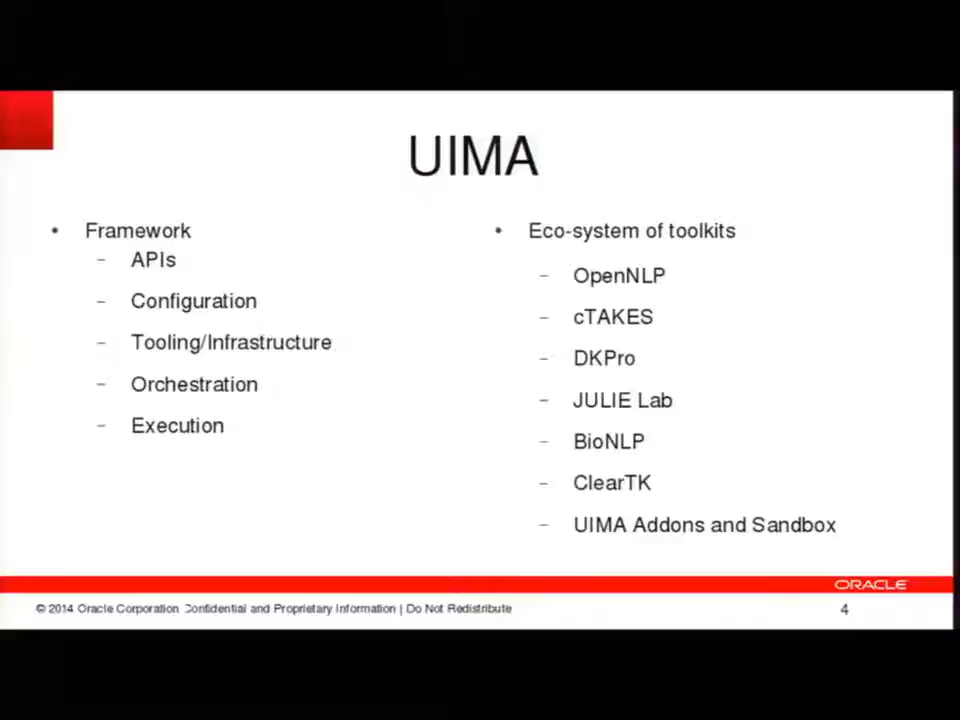 UIMA
• Framework
– APIs
– Configuration
– Tooling/Infrastructure
– Orchestration
– Execution
• Eco-system of toolkits
– OpenNLP
– cTAKES
– DKPro
– JULIE Lab
– BioNLP
– ClearTK
– UIMA Addons and Sandbox
ORACLE
© 2014 Oracle Corporation Confidential and Proprietary Information | Do Not Redistribute
4